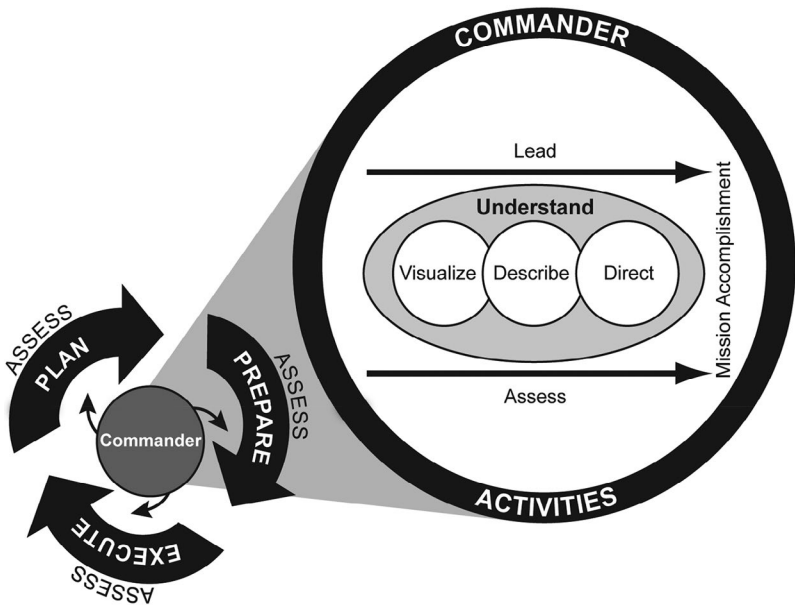 COMMANDER
Lead
Understand
Visualize
Describe
Direct
Mission Accomplishment
Assess
ACTIVITIES
ASSESS
PLAN
PREPARE
ASSESS
Commander
EXECUTE
ASSESS